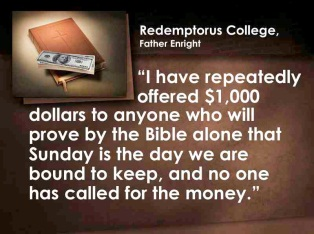 Redemptorus College,
Father Enright
“I have repeatedly
offered $1,000
dollars to anyone who will
prove by the Bible alone that
Sunday is the day we are
bound to keep, and no one
has called for the money.”